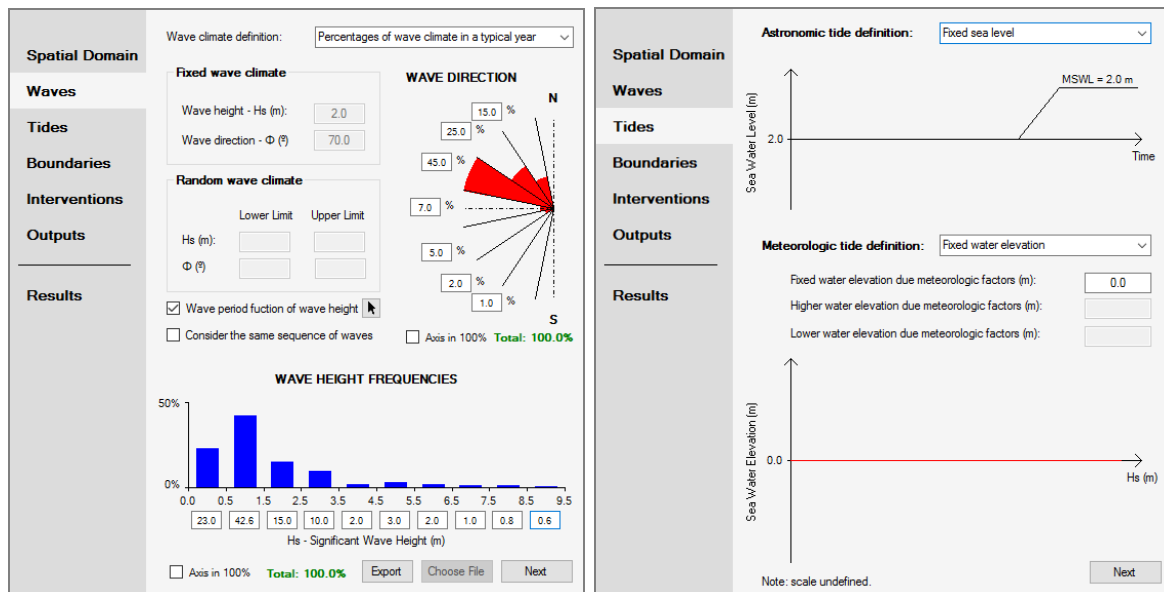 Wave climate definition: Percentages of wave climate in a typical year
Spatial Domain
Waves
Tides
Boundaries
Interventions
Outputs
Results
Fixed wave climate
Wave height - Hs (m): 2.0
Wave direction - Φ (º) 70.0
Random wave climate
Lower Limit Upper Limit
Hs (m):
Φ (º)
Wave period fuction of wave height
Consider the same sequence of waves
WAVE DIRECTION
N
15.0 %
25.0 %
45.0 %
7.0 %
5.0 %
2.0 %
1.0 %
S
Axis in 100% Total: 100.0%
WAVE HEIGHT FREQUENCIES
50%
0%
0.0 0.5 1.5 2.5 3.5 4.5 5.5 6.5 7.5 8.5 9.5
23.0 42.6 15.0 10.0 2.0 3.0 2.0 1.0 0.8 0.6
Hs - Significant Wave Height (m)
Axis in 100% Total: 100.0% Export Choose File Next
Astronomic tide definition: Fixed sea level
Spatial Domain
Waves
Tides
Boundaries
Interventions
Outputs
Results
Sea Water Level (m)
MSWL = 2.0 m
2.0
Time
Meteorologic tide definition: Fixed water elevation
Fixed water elevation due meteorologic factors (m): 0.0
Higher water elevation due meteorologic factors (m):
Lower water elevation due meteorologic factors (m):
Sea Water Elevation (m)
0.0
Hs (m)
Note: scale undefined.
Next